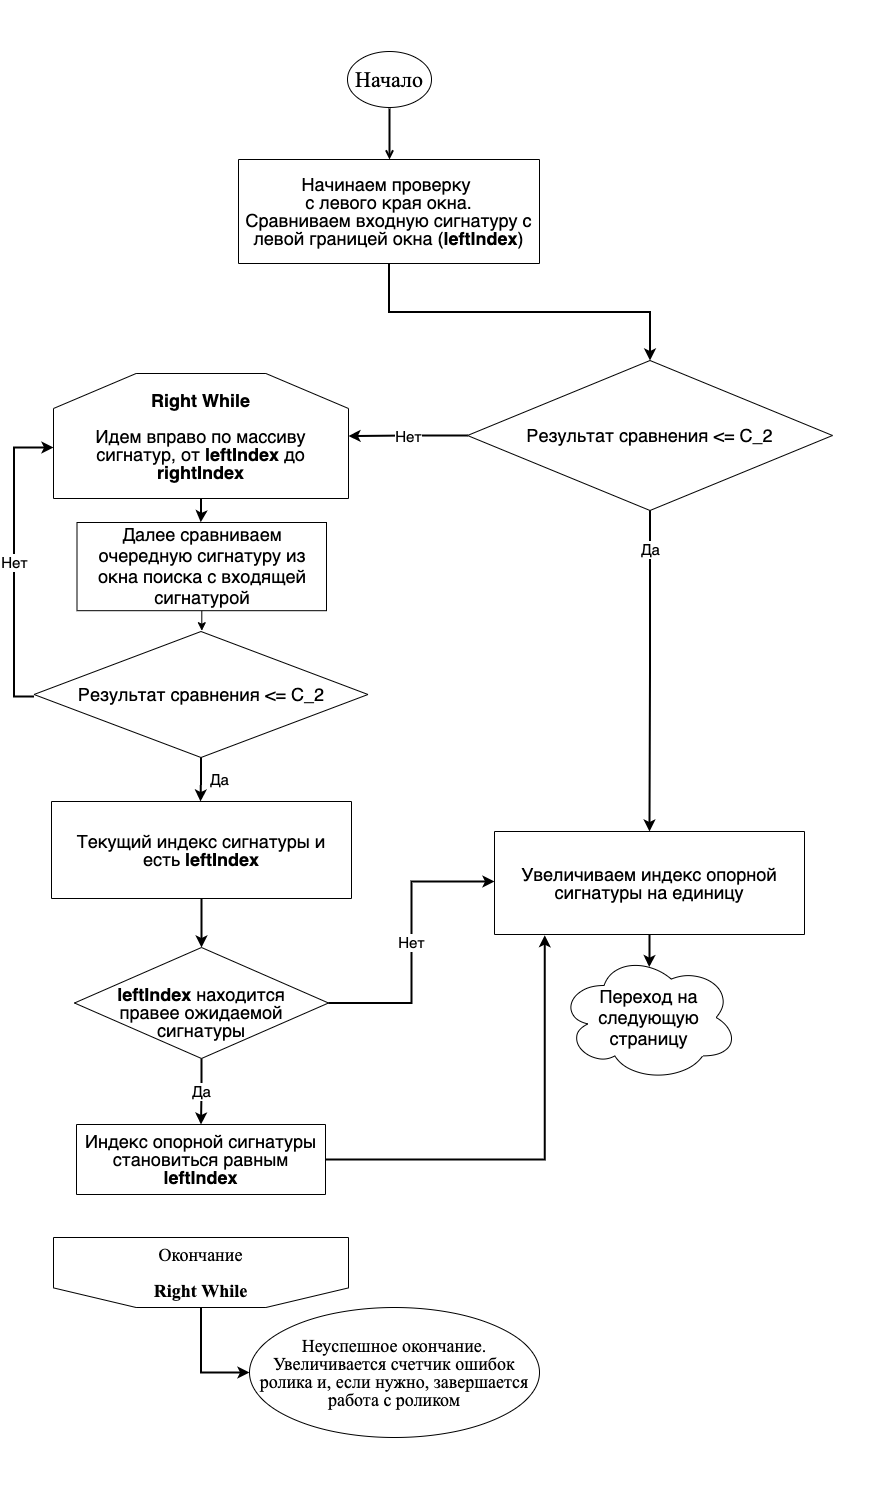 Начало
Начинаем проверку
с левого края окна.
Сравниваем входную сигнатуру с
левой границей окна (leftIndex)
Right While
Идем вправо по массиву
сигнатур, от leftIndex до
rightIndex
Нет
Результат сравнения <= C_2
Далее сравниваем
очередную сигнатуру из
окна поиска с входящей
сигнатурой
Да
Нет
Результат сравнения <= C_2
Да
Текущий индекс сигнатуры и
есть leftIndex
Увеличиваем индекс опорной
сигнатуры на единицу
Нет
leftIndex находится
правее ожидаемой
сигнатуры
Переход на
следующую
страницу
Да
Индекс опорной сигнатуры
становиться равным
leftIndex
Окончание
Right While
Неуспешное окончание.
Увеличивается счетчик ошибок
ролика и, если нужно, завершается
работа с роликом